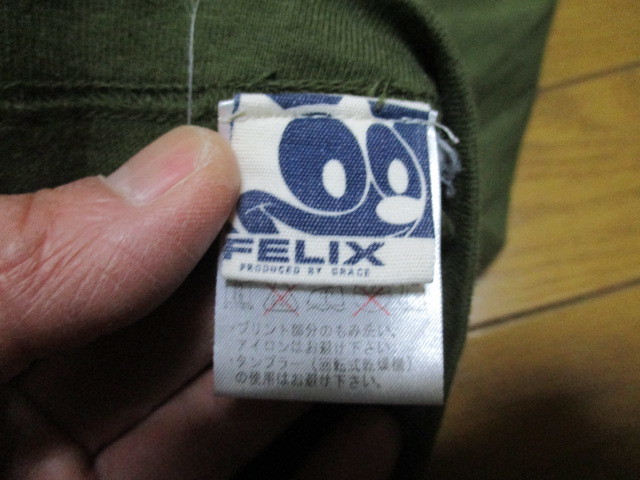 FELIX
PRODUCED BY GRACE
・プリント部分のもみ洗い、
アイロンはお避け下さい。
・タンブラー（回転式乾燥機）
の使用はお避け下さい。